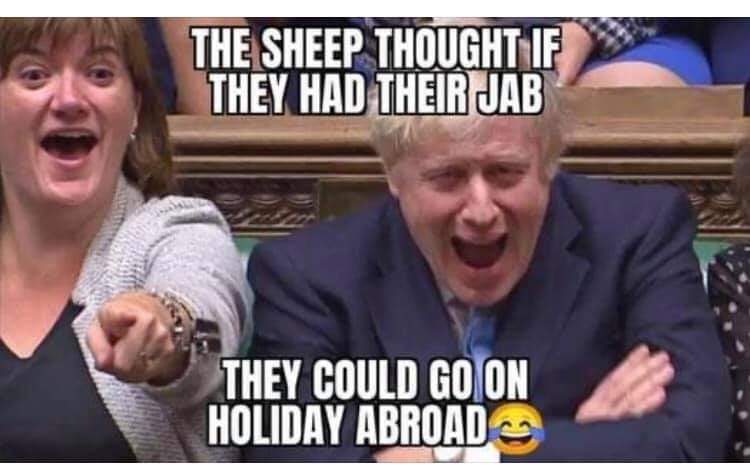 THE SHEEP THOUGHT IF
THEY HAD THEIR JAB
THEY COULD GO ON
HOLIDAY ABROAD😂